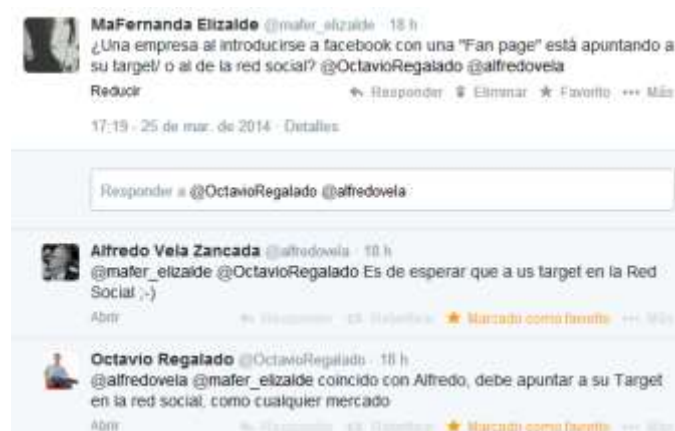 MaFernanda Elizalde @mafer_elizalde · 18 h
¿Una empresa al introducirse a facebook con una "Fan page" está apuntando a
su target/ o al de la red social? @OctavioRegalado @alfredovela
Reducir Responder Eliminar Favorito Más
17:19 - 25 de mar. de 2014 · Detalles
Responder a @OctavioRegalado @alfredovela
Alfredo Vela Zancada @alfredovela · 18 h
@mafer_elizalde @OctavioRegalado Es de esperar que a us target en la Red
Social ;-)
Abrir Responder Marcado como favorito Más
Octavio Regalado @OctavioRegalado · 18 h
@alfredovela @mafer_elizalde coincido con Alfredo, debe apuntar a su Target
en la red social, como cualquier mercado
Abrir Responder Marcado como favorito Más